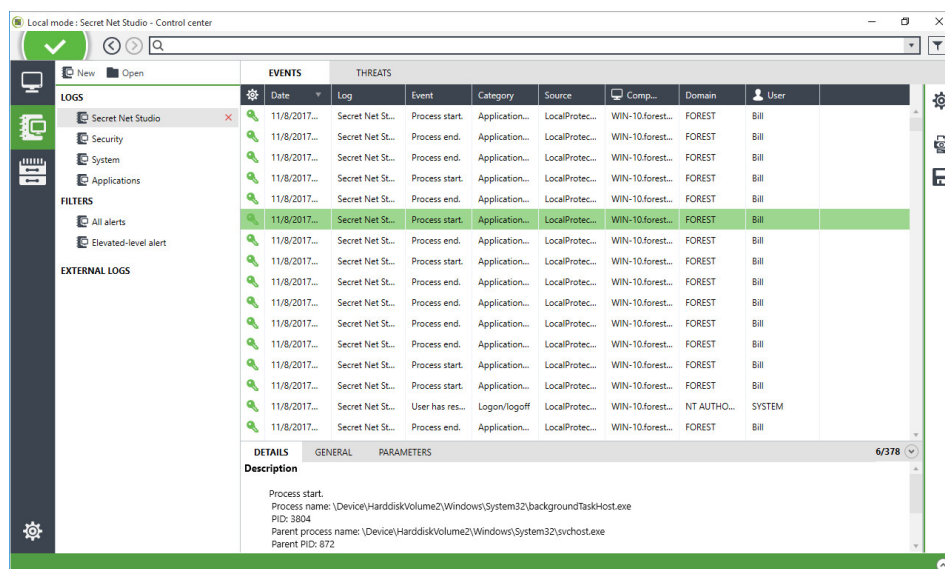 Local mode : Secret Net Studio - Control center
New Open
LOGS
Secret Net Studio
Security
System
Applications
FILTERS
All alerts
Elevated-level alert
EXTERNAL LOGS
EVENTS THREATS
Date Log Event Category Source Comp... Domain User
11/8/2017... Secret Net St... Process start. Application... LocalProtec... WIN-10.forest... FOREST Bill
11/8/2017... Secret Net St... Process end. Application... LocalProtec... WIN-10.forest... FOREST Bill
11/8/2017... Secret Net St... Process end. Application... LocalProtec... WIN-10.forest... FOREST Bill
11/8/2017... Secret Net St... Process start. Application... LocalProtec... WIN-10.forest... FOREST Bill
11/8/2017... Secret Net St... Process end. Application... LocalProtec... WIN-10.forest... FOREST Bill
11/8/2017... Secret Net St... Process start. Application... LocalProtec... WIN-10.forest... FOREST Bill
11/8/2017... Secret Net St... Process end. Application... LocalProtec... WIN-10.forest... FOREST Bill
11/8/2017... Secret Net St... Process start. Application... LocalProtec... WIN-10.forest... FOREST Bill
11/8/2017... Secret Net St... Process end. Application... LocalProtec... WIN-10.forest... FOREST Bill
11/8/2017... Secret Net St... Process end. Application... LocalProtec... WIN-10.forest... FOREST Bill
11/8/2017... Secret Net St... Process end. Application... LocalProtec... WIN-10.forest... FOREST Bill
11/8/2017... Secret Net St... Process end. Application... LocalProtec... WIN-10.forest... FOREST Bill
11/8/2017... Secret Net St... Process start. Application... LocalProtec... WIN-10.forest... FOREST Bill
11/8/2017... Secret Net St... Process start. Application... LocalProtec... WIN-10.forest... FOREST Bill
11/8/2017... Secret Net St... User has res... Logon/logoff LocalProtec... WIN-10.forest... NT AUTHO... SYSTEM
11/8/2017... Secret Net St... Process end. Application... LocalProtec... WIN-10.forest... FOREST Bill
DETAILS GENERAL PARAMETERS 6/378
Description
Process start.
Process name: \Device\HarddiskVolume2\Windows\System32\backgroundTaskHost.exe
PID: 3804
Parent process name: \Device\HarddiskVolume2\Windows\System32\svchost.exe
Parent PID: 872